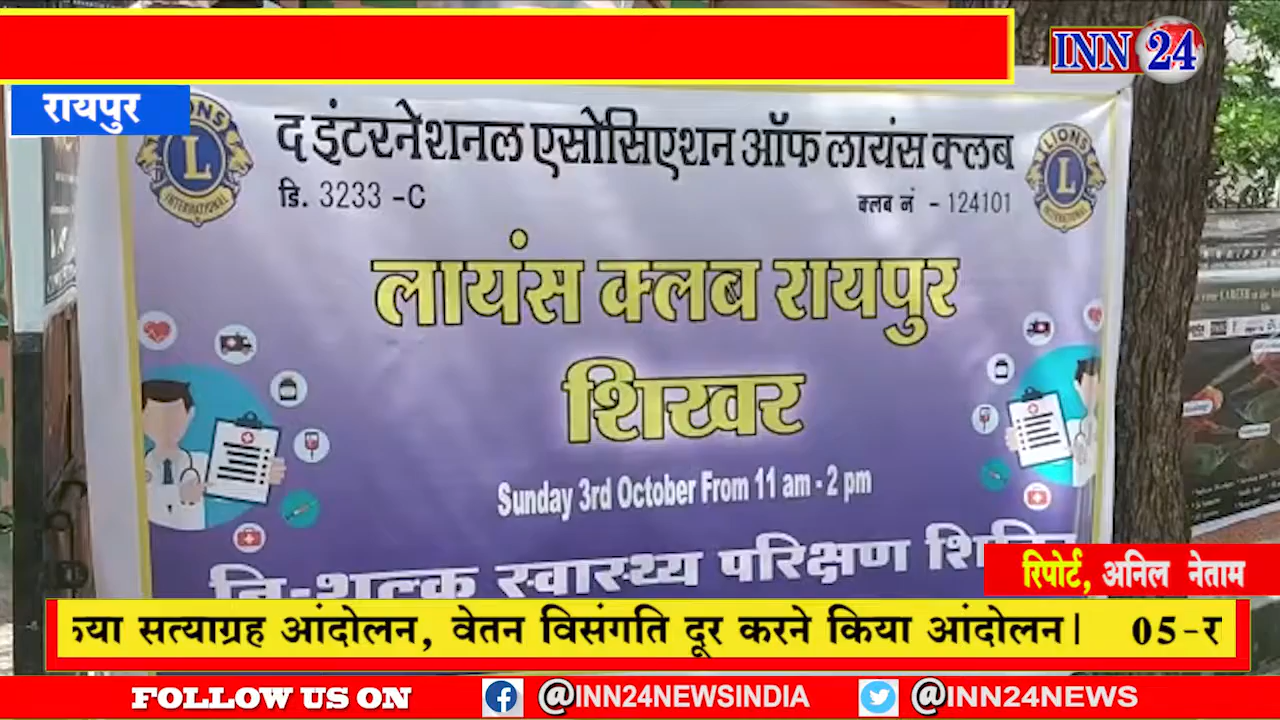 INN 24
रायपुर
LIONS
L
INTERNATIONAL
द इंटरनेशनल एसोसिएशन ऑफ लायंस क्लब
LIONS
L
INTERNATIONAL
डि. 3233 -C
क्लब नं - 124101
लायंस क्लब रायपुर
शिखर
Sunday 3rd October From 11 am - 2 pm
नि-शुल्क स्वास्थ्य परिक्षण
रिपोर्ट, अनिल नेताम
सत्याग्रह आंदोलन, वेतन विसंगति दूर करने किया आंदोलन| 05-र
FOLLOW US ON @INN24NEWSINDIA @INN24NEWS